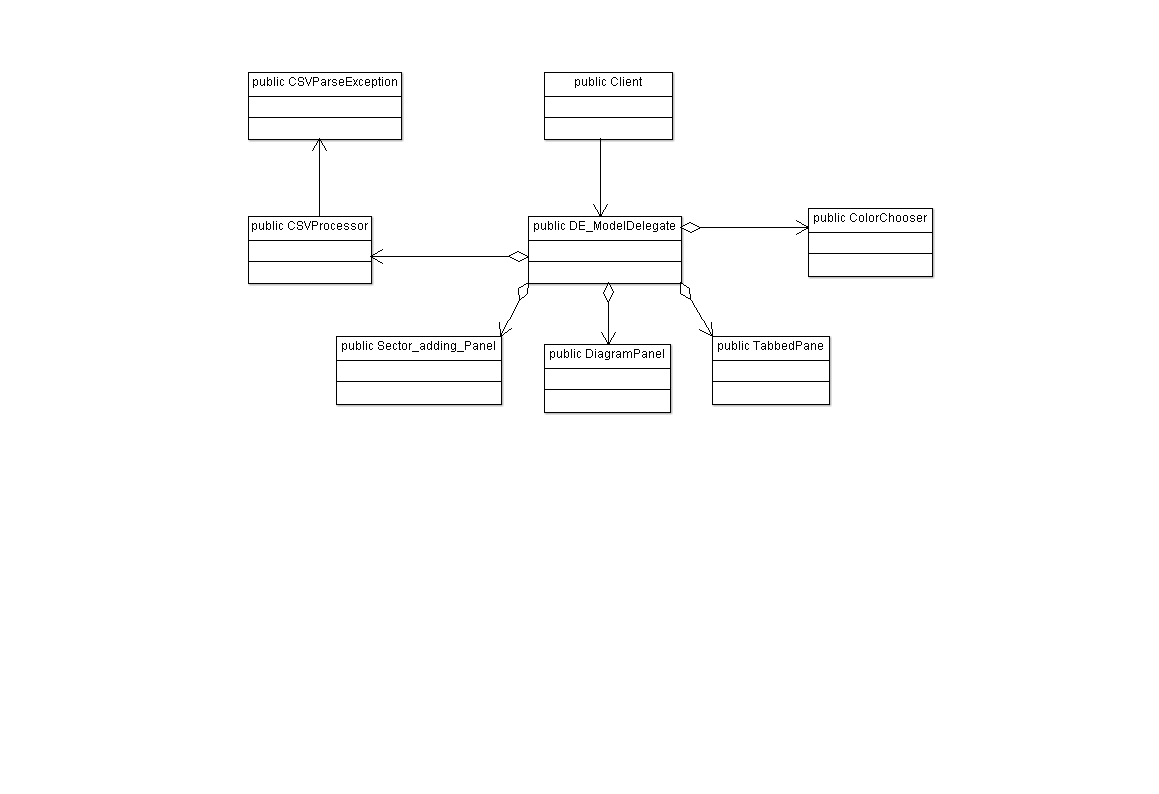 public CSVParseException
public Client
public CSVProcessor
public DE_ModelDelegate
public ColorChooser
public Sector_adding_Panel
public DiagramPanel
public TabbedPane